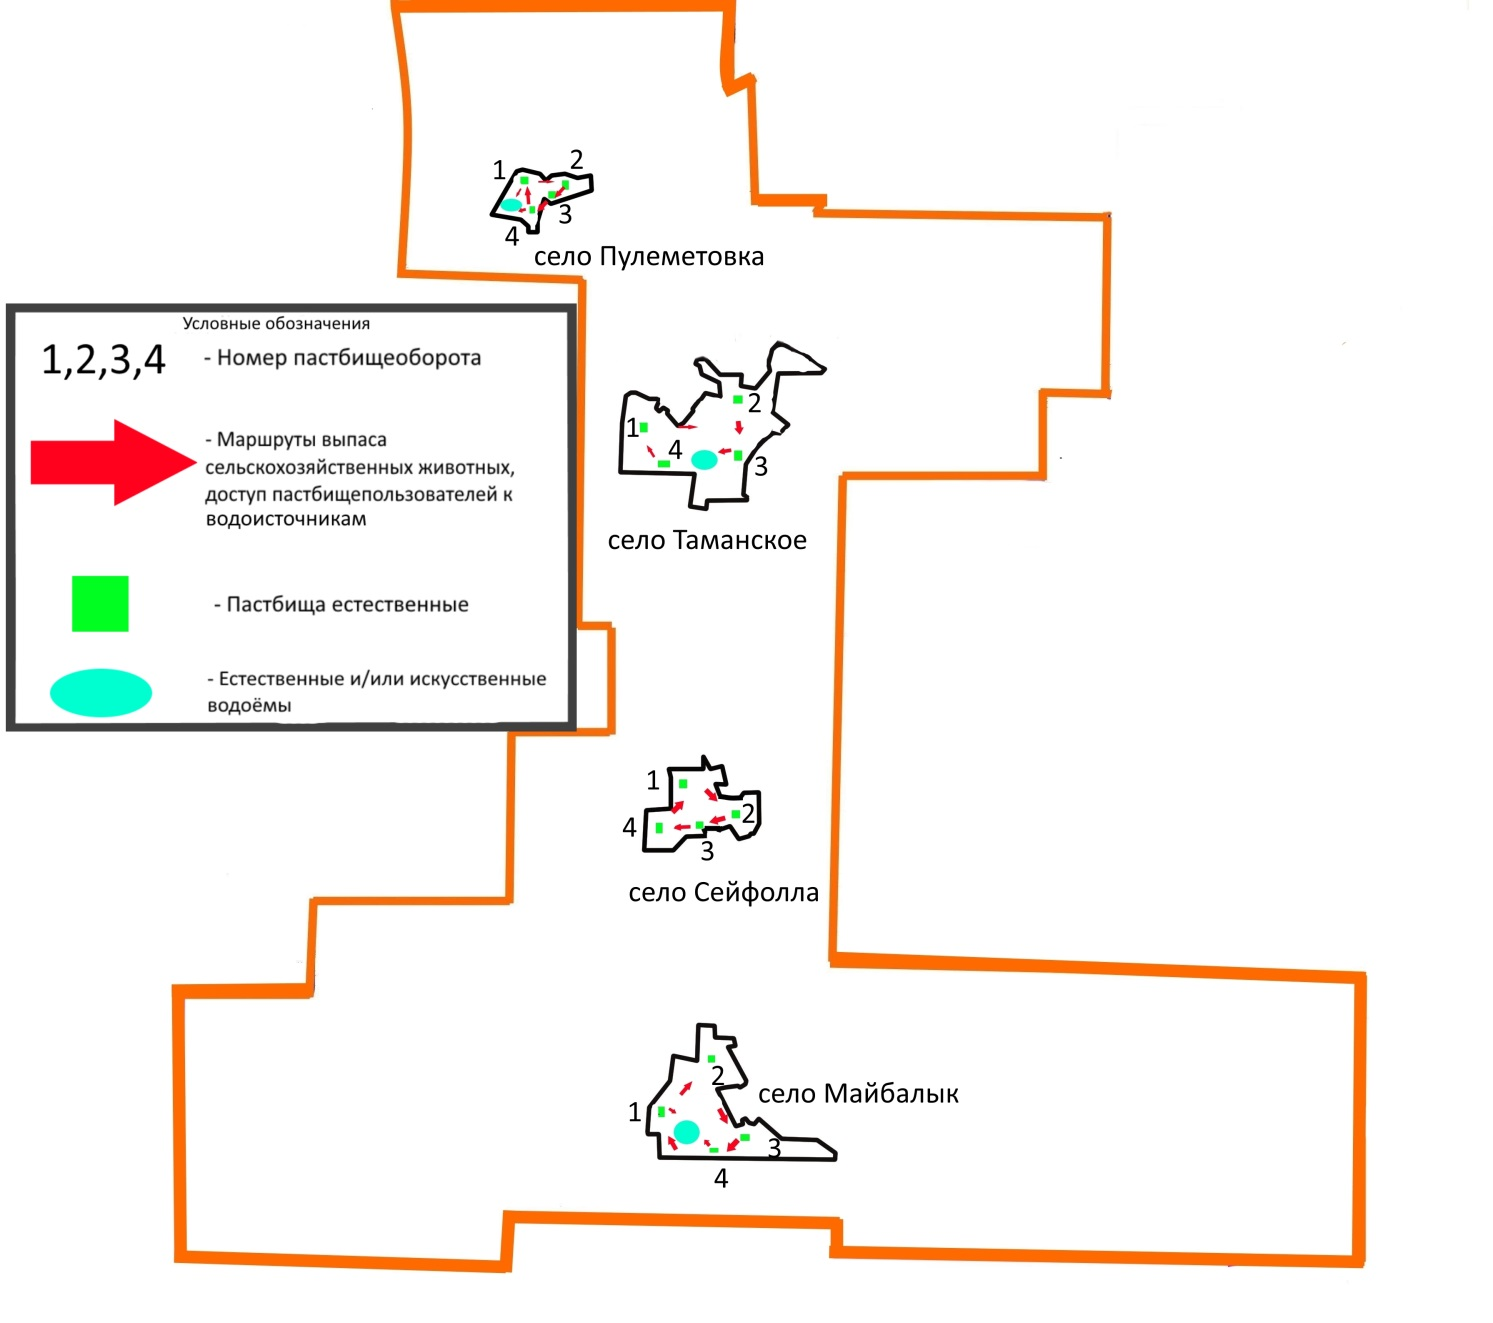 1
2
3
4
село Пулеметовка
Условные обозначения
1,2,3,4
- Номер пастбищеоборота
- Маршруты выпаса
сельскохозяйственных животных,
доступ пастбищепользователей к
водоисточникам
- Пастбища естественные
- Естественные и/или искусственные
водоёмы
2
1
4
3
село Таманское
1
2
4
3
село Сейфолла
2
село Майбалык
1
3
4